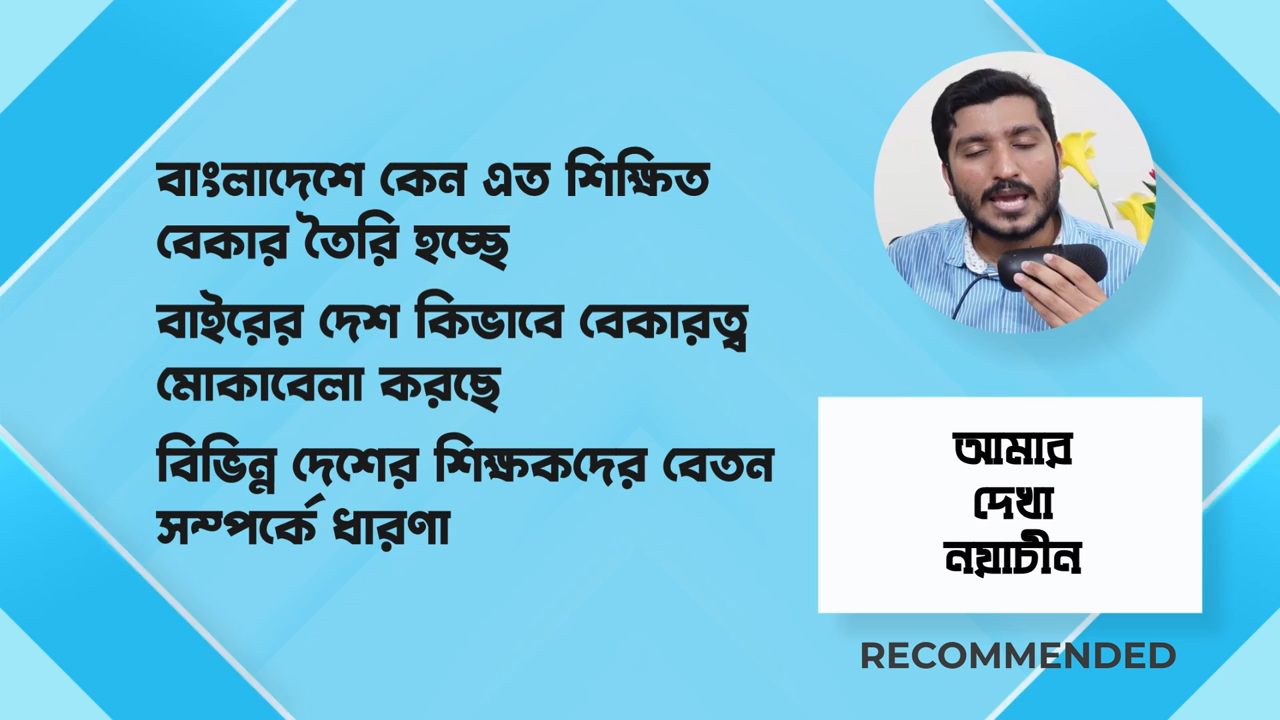 বাংলাদেশে কেন এত শিক্ষিত
বেকার তৈরি হচ্ছে
বাইরের দেশ কিভাবে বেকারত্ব
মোকাবেলা করছে
বিভিন্ন দেশের শিক্ষকদের বেতন
সম্পর্কে ধারণা
আমার
দেখা
নয়াচীন
RECOMMENDED